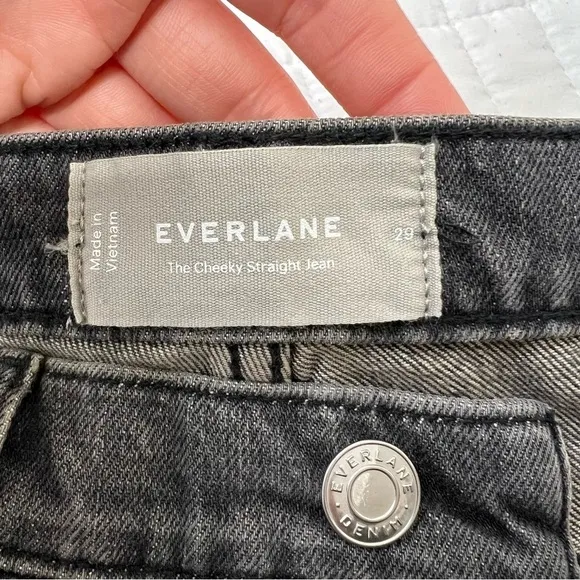 Made in
Vietnam
EVERLANE
29
The Cheeky Straight Jean
EVERLANE
DENIM